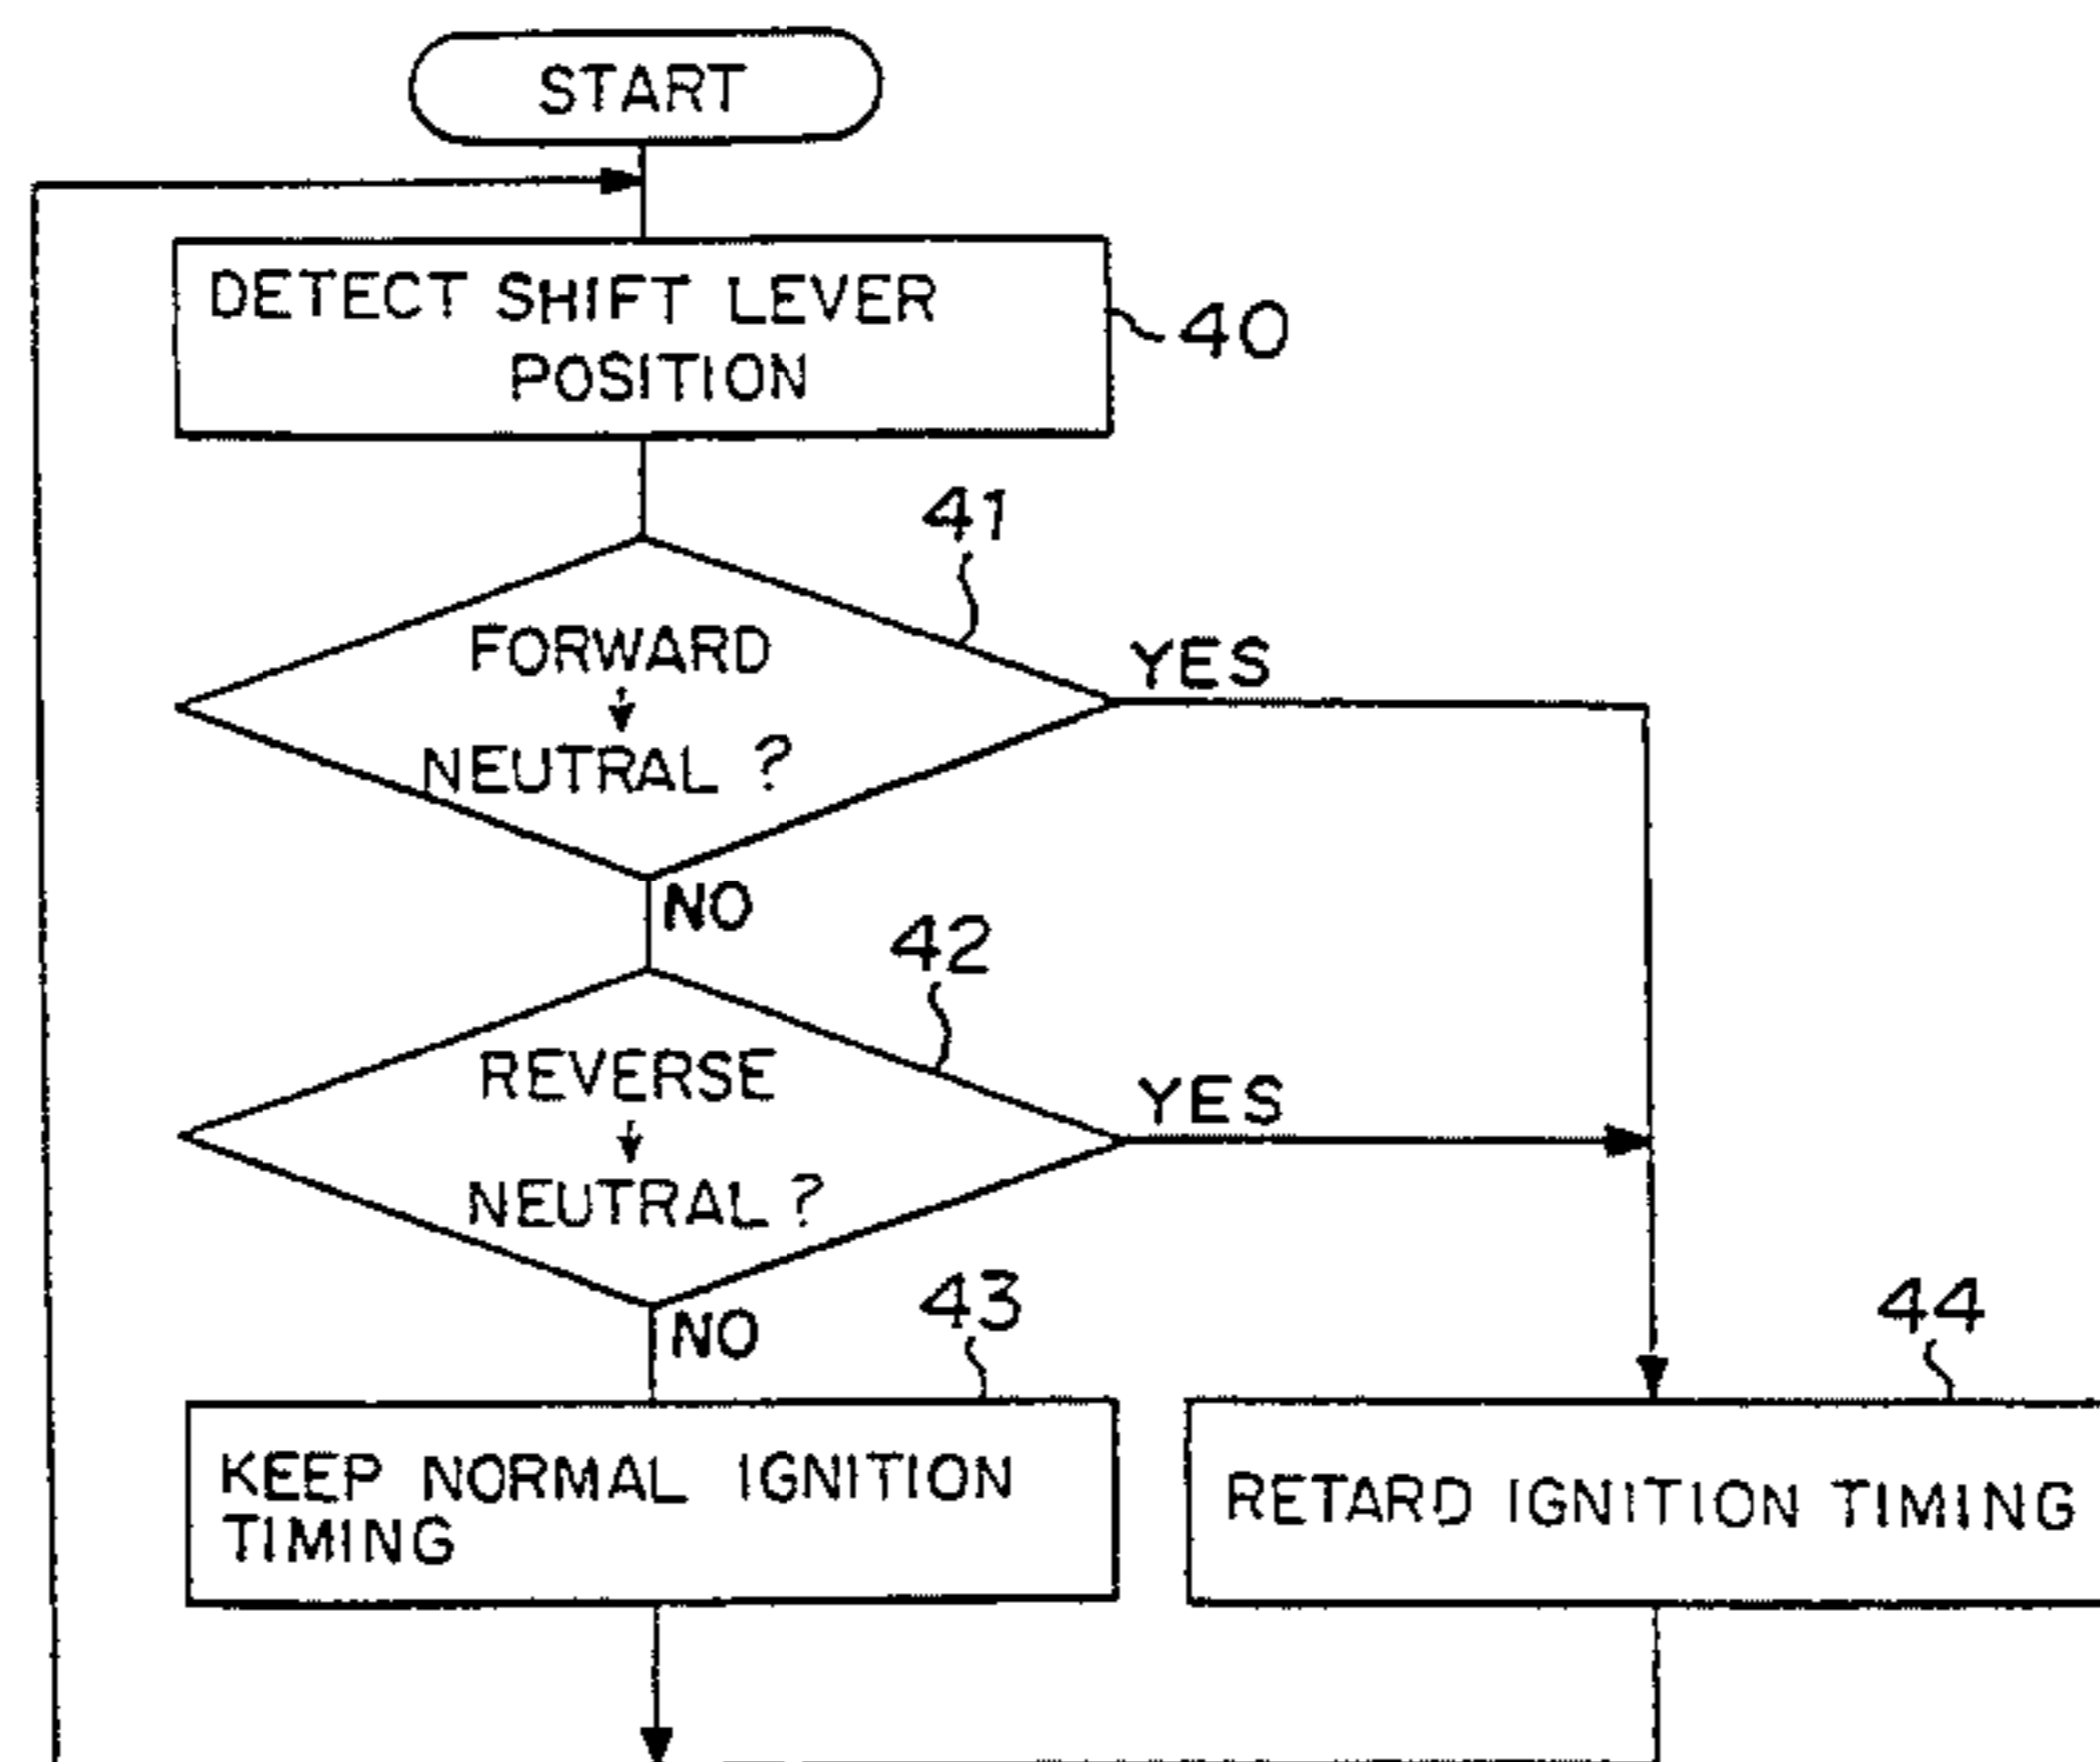 START
DETECT SHIFT LEVER
POSITION
40
41
FORWARD
NEUTRAL ?
YES
NO
42
REVERSE
NEUTRAL ?
YES
NO
43
KEEP NORMAL IGNITION
TIMING
44
RETARD IGNITION TIMING